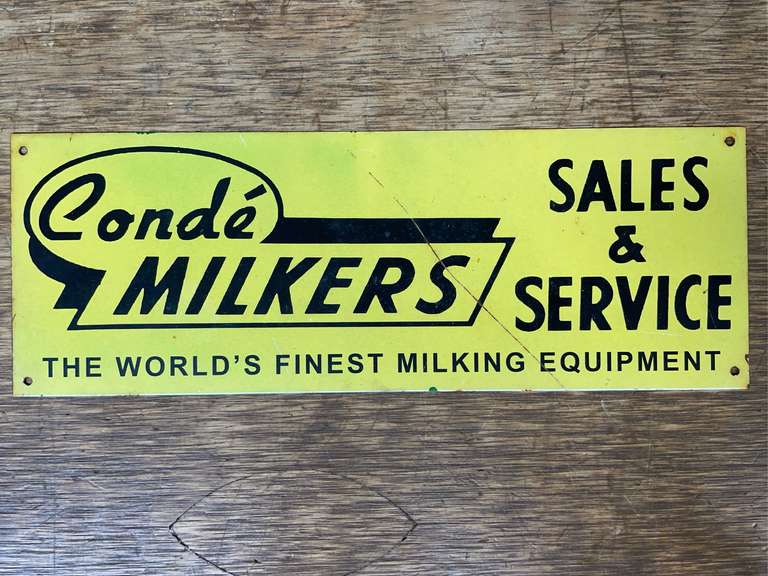 Condé
MILKERS
SALES
&
SERVICE
THE WORLD'S FINEST MILKING EQUIPMENT